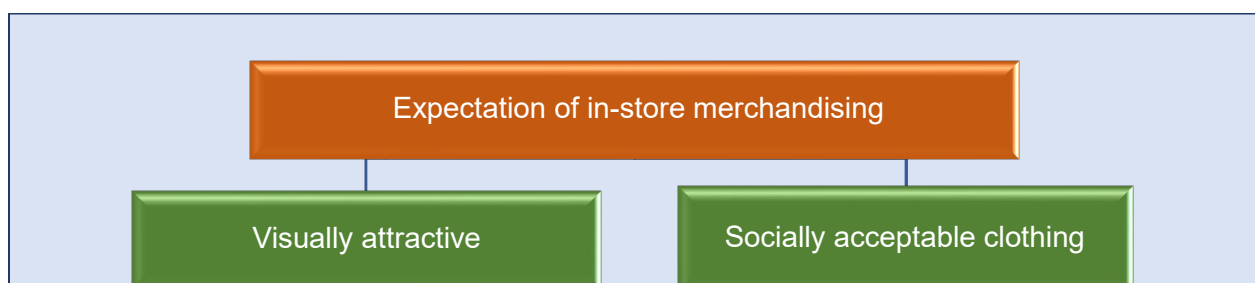 Expectation of in-store merchandising
Visually attractive
Socially acceptable clothing